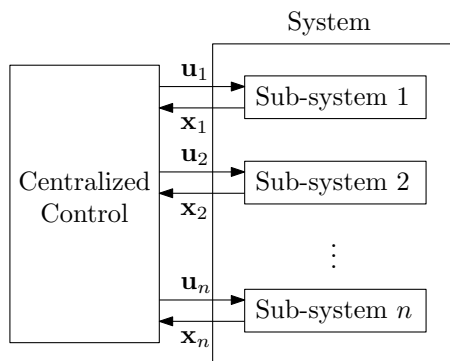 System
u₁
Sub-system 1
x₁
u₂
Centralized
Control
Sub-system 2
x₂
⋮
uₙ
Sub-system n
xₙ